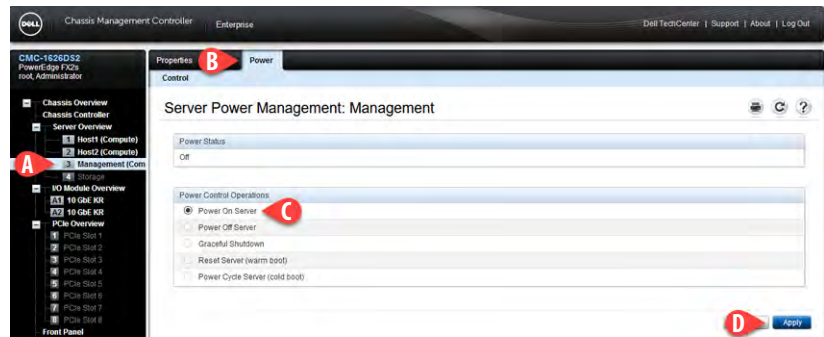 DELL
Chassis Management Controller
Enterprise
Dell TechCenter | Support | About | Log Out
CMC-1626DS2
PowerEdge FX2s
root, Administrator
Properties
B
Power
Control
Chassis Overview
Chassis Controller
Server Overview
1 Host1 (Compute)
2 Host2 (Compute)
A
3 Management (Com
4 Storage
I/O Module Overview
A1 10 GbE KR
A2 10 GbE KR
PCIe Overview
1 PCIe Slot 1
2 PCIe Slot 2
3 PCIe Slot 3
4 PCIe Slot 4
5 PCIe Slot 5
6 PCIe Slot 6
7 PCIe Slot 7
8 PCIe Slot 8
Front Panel
Server Power Management: Management
?
Power Status
Off
Power Control Operations
Power On Server
C
Power Off Server
Graceful Shutdown
Reset Server (warm boot)
Power Cycle Server (cold boot)
D
Apply